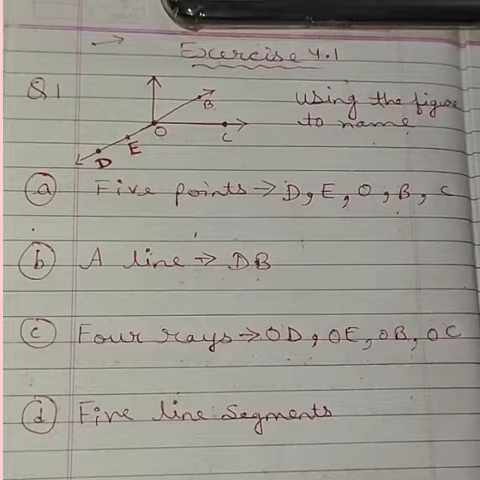 Exercise 4.1
Q1 Using the figure
to name
B
O
C
E
D
(a) Five points → D, E, O, B, C
(b) A line → DB
(c) Four rays → OD, OE, OB, OC
(d) Five line Segments